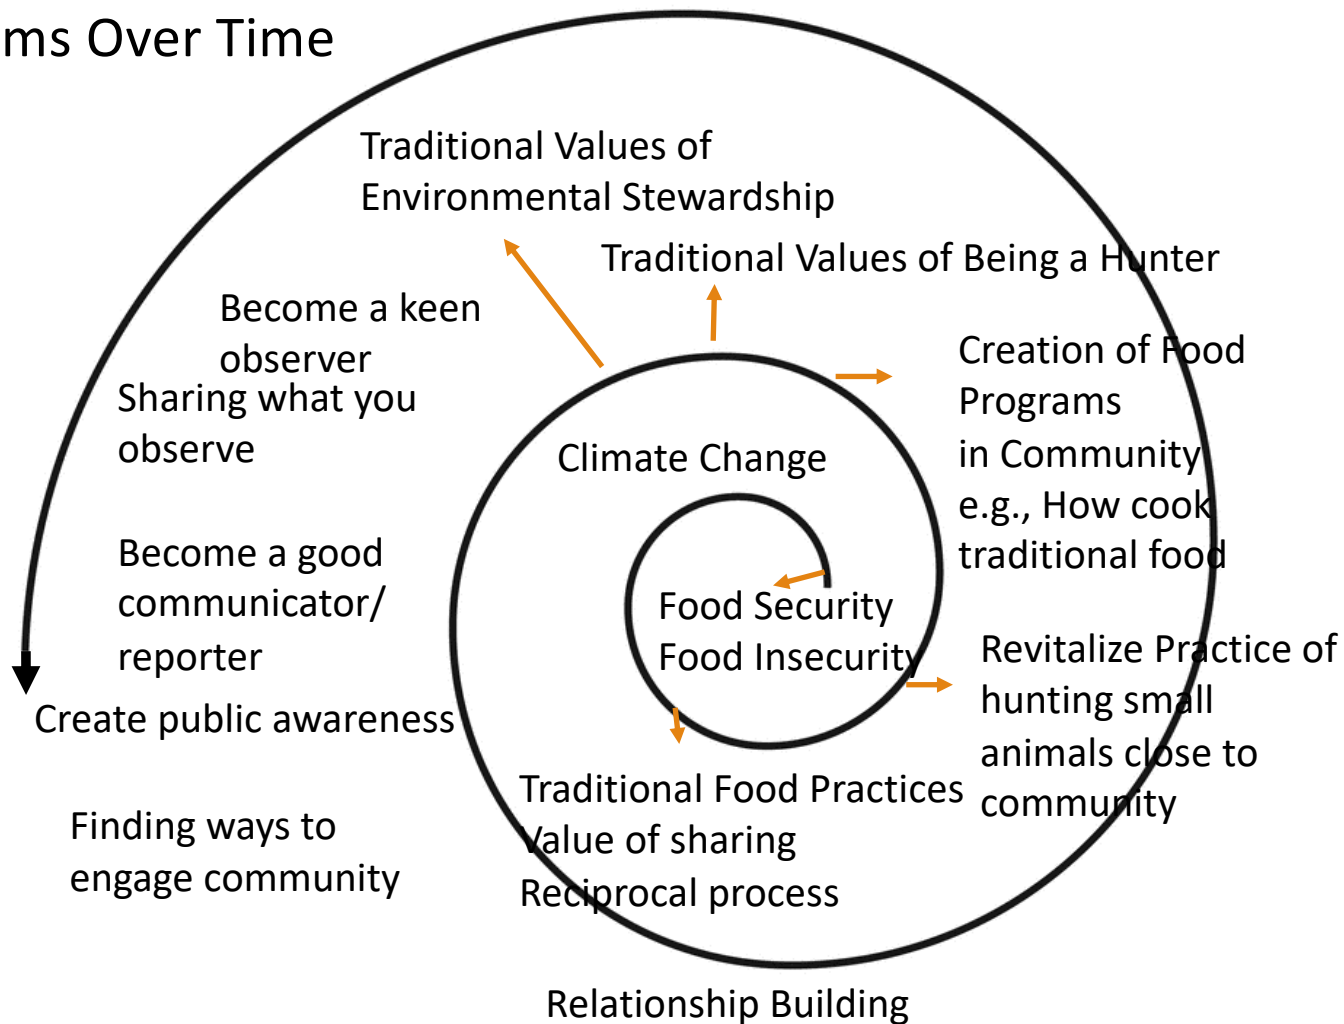 ms Over Time
Traditional Values of
Environmental Stewardship
Traditional Values of Being a Hunter
Become a keen
observer
Sharing what you
observe
Creation of Food
Programs
in Community
e.g., How cook
traditional food
Climate Change
Become a good
communicator/
reporter
Food Security
Food Insecurity
Revitalize Practice of
hunting small
animals close to
community
Create public awareness
Traditional Food Practices
Value of sharing
Reciprocal process
Finding ways to
engage community
Relationship Building